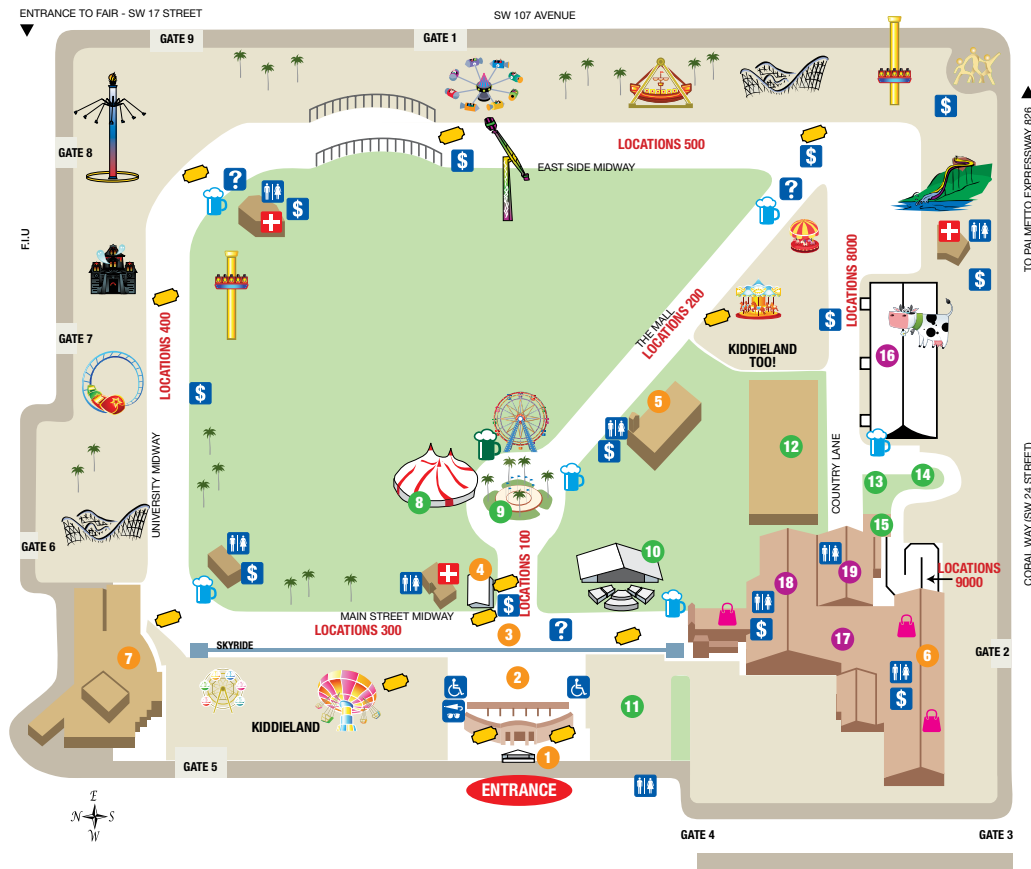 ENTRANCE TO FAIR - SW 17 STREET
SW 107 AVENUE
GATE 9
GATE 1
TO PALMETTO EXPRESSWAY 826
$
LOCATIONS 500
$
$
GATE 8
EAST SIDE MIDWAY
?
?
$
F.I.U
LOCATIONS 8000
$
THE MALL
LOCATIONS 200
$
LOCATIONS 400
GATE 7
KIDDIELAND
TOO!
16
$
5
$
12
COUNTRY LANE
CORAL WAY (SW 24 STREET)
UNIVERSITY MIDWAY
8
9
13
14
15
GATE 6
LOCATIONS 100
10
$
4
18
19
LOCATIONS
9000
$
MAIN STREET MIDWAY
LOCATIONS 300
3
?
$
17
SKYRIDE
7
2
6
GATE 2
$
KIDDIELAND
11
1
GATE 5
ENTRANCE
E
N
S
W
GATE 4
GATE 3